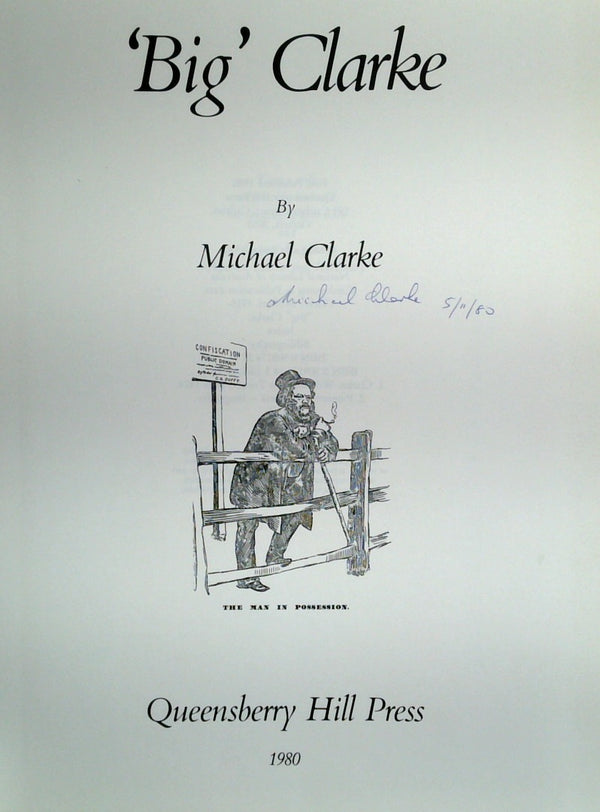 'Big' Clarke
By
Michael Clarke
Michael Clarke 5/11/80
CONFISCATION
PUBLIC DOMAIN
C. G. DUFFY
THE MAN IN POSSESSION.
Queensberry Hill Press
1980